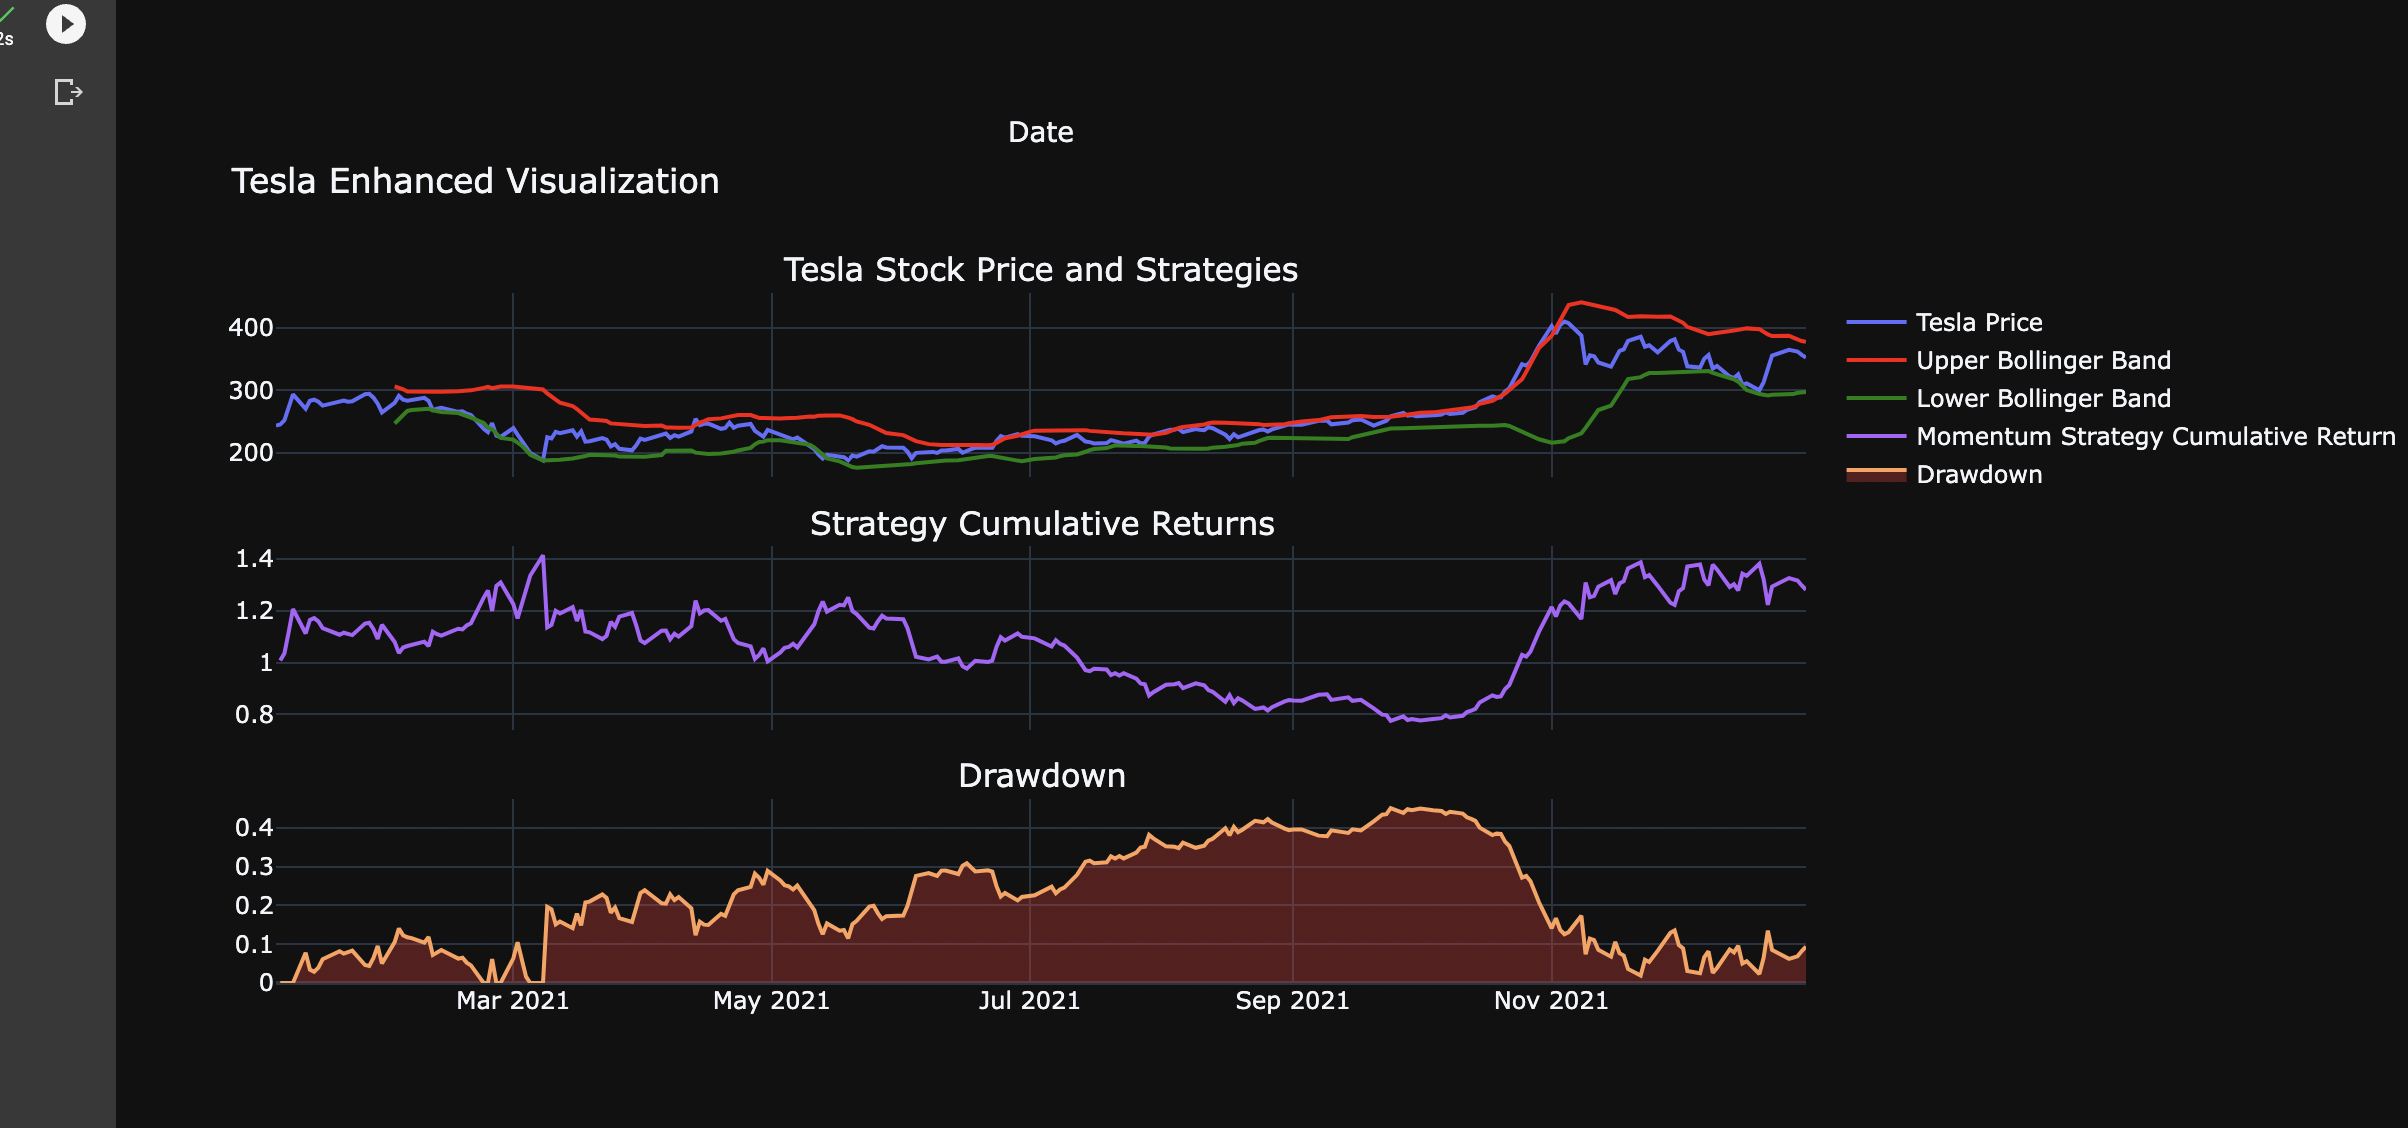 2s
Date
Tesla Enhanced Visualization
Tesla Stock Price and Strategies
400
300
200
Tesla Price
Upper Bollinger Band
Lower Bollinger Band
Momentum Strategy Cumulative Return
Drawdown
Strategy Cumulative Returns
1.4
1.2
1
0.8
Drawdown
0.4
0.3
0.2
0.1
0
Mar 2021 May 2021 Jul 2021 Sep 2021 Nov 2021